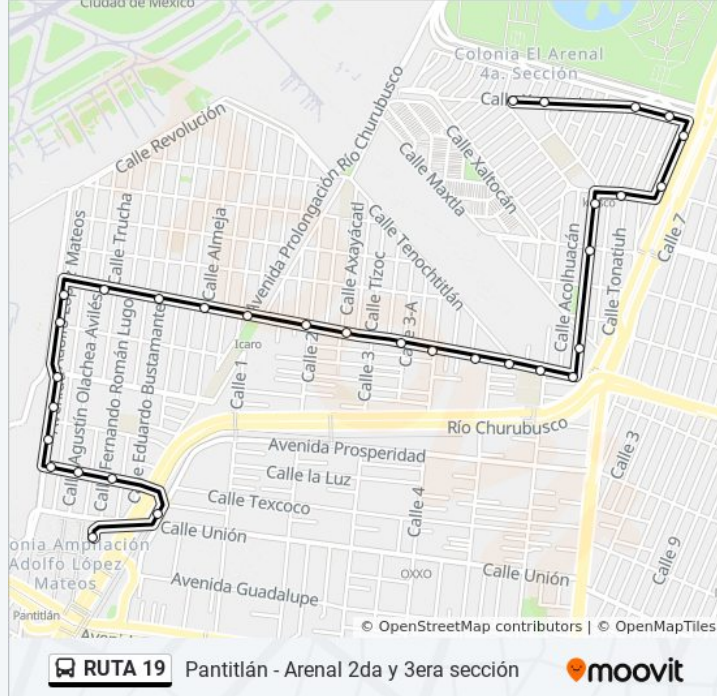 Ciudad de México
Colonia El Arenal
4a. Sección
Calle
Calle Revolución
Avenida Prolongación Río Churubusco
Calle Xaltocán
Calle Maxtla
Calle Trucha
Calle Almeja
Calle Axayácatl
Calle Tizoc
Calle Tenochtitlán
Calle Acolhuacán
Calle Tonatiuh
Calle 7
Mateos
Icaro
Calle 1
Calle 2
Calle 3
Calle 3-A
Calle Agustín Olachea Avilés
Calle Fernando Román Lugo
Calle Eduardo Bustamante
Río Churubusco
Avenida Prosperidad
Calle la Luz
Calle Texcoco
Calle 4
Calle 3
Calle Unión
Calle Unión
Calle 9
onia Ampliación
Adolfo López
Mateos
OXXO
Avenida Guadalupe
Pantitlán
© OpenStreetMap contributors | © OpenMapTiles
RUTA 19 Pantitlán - Arenal 2da y 3era sección
moovit